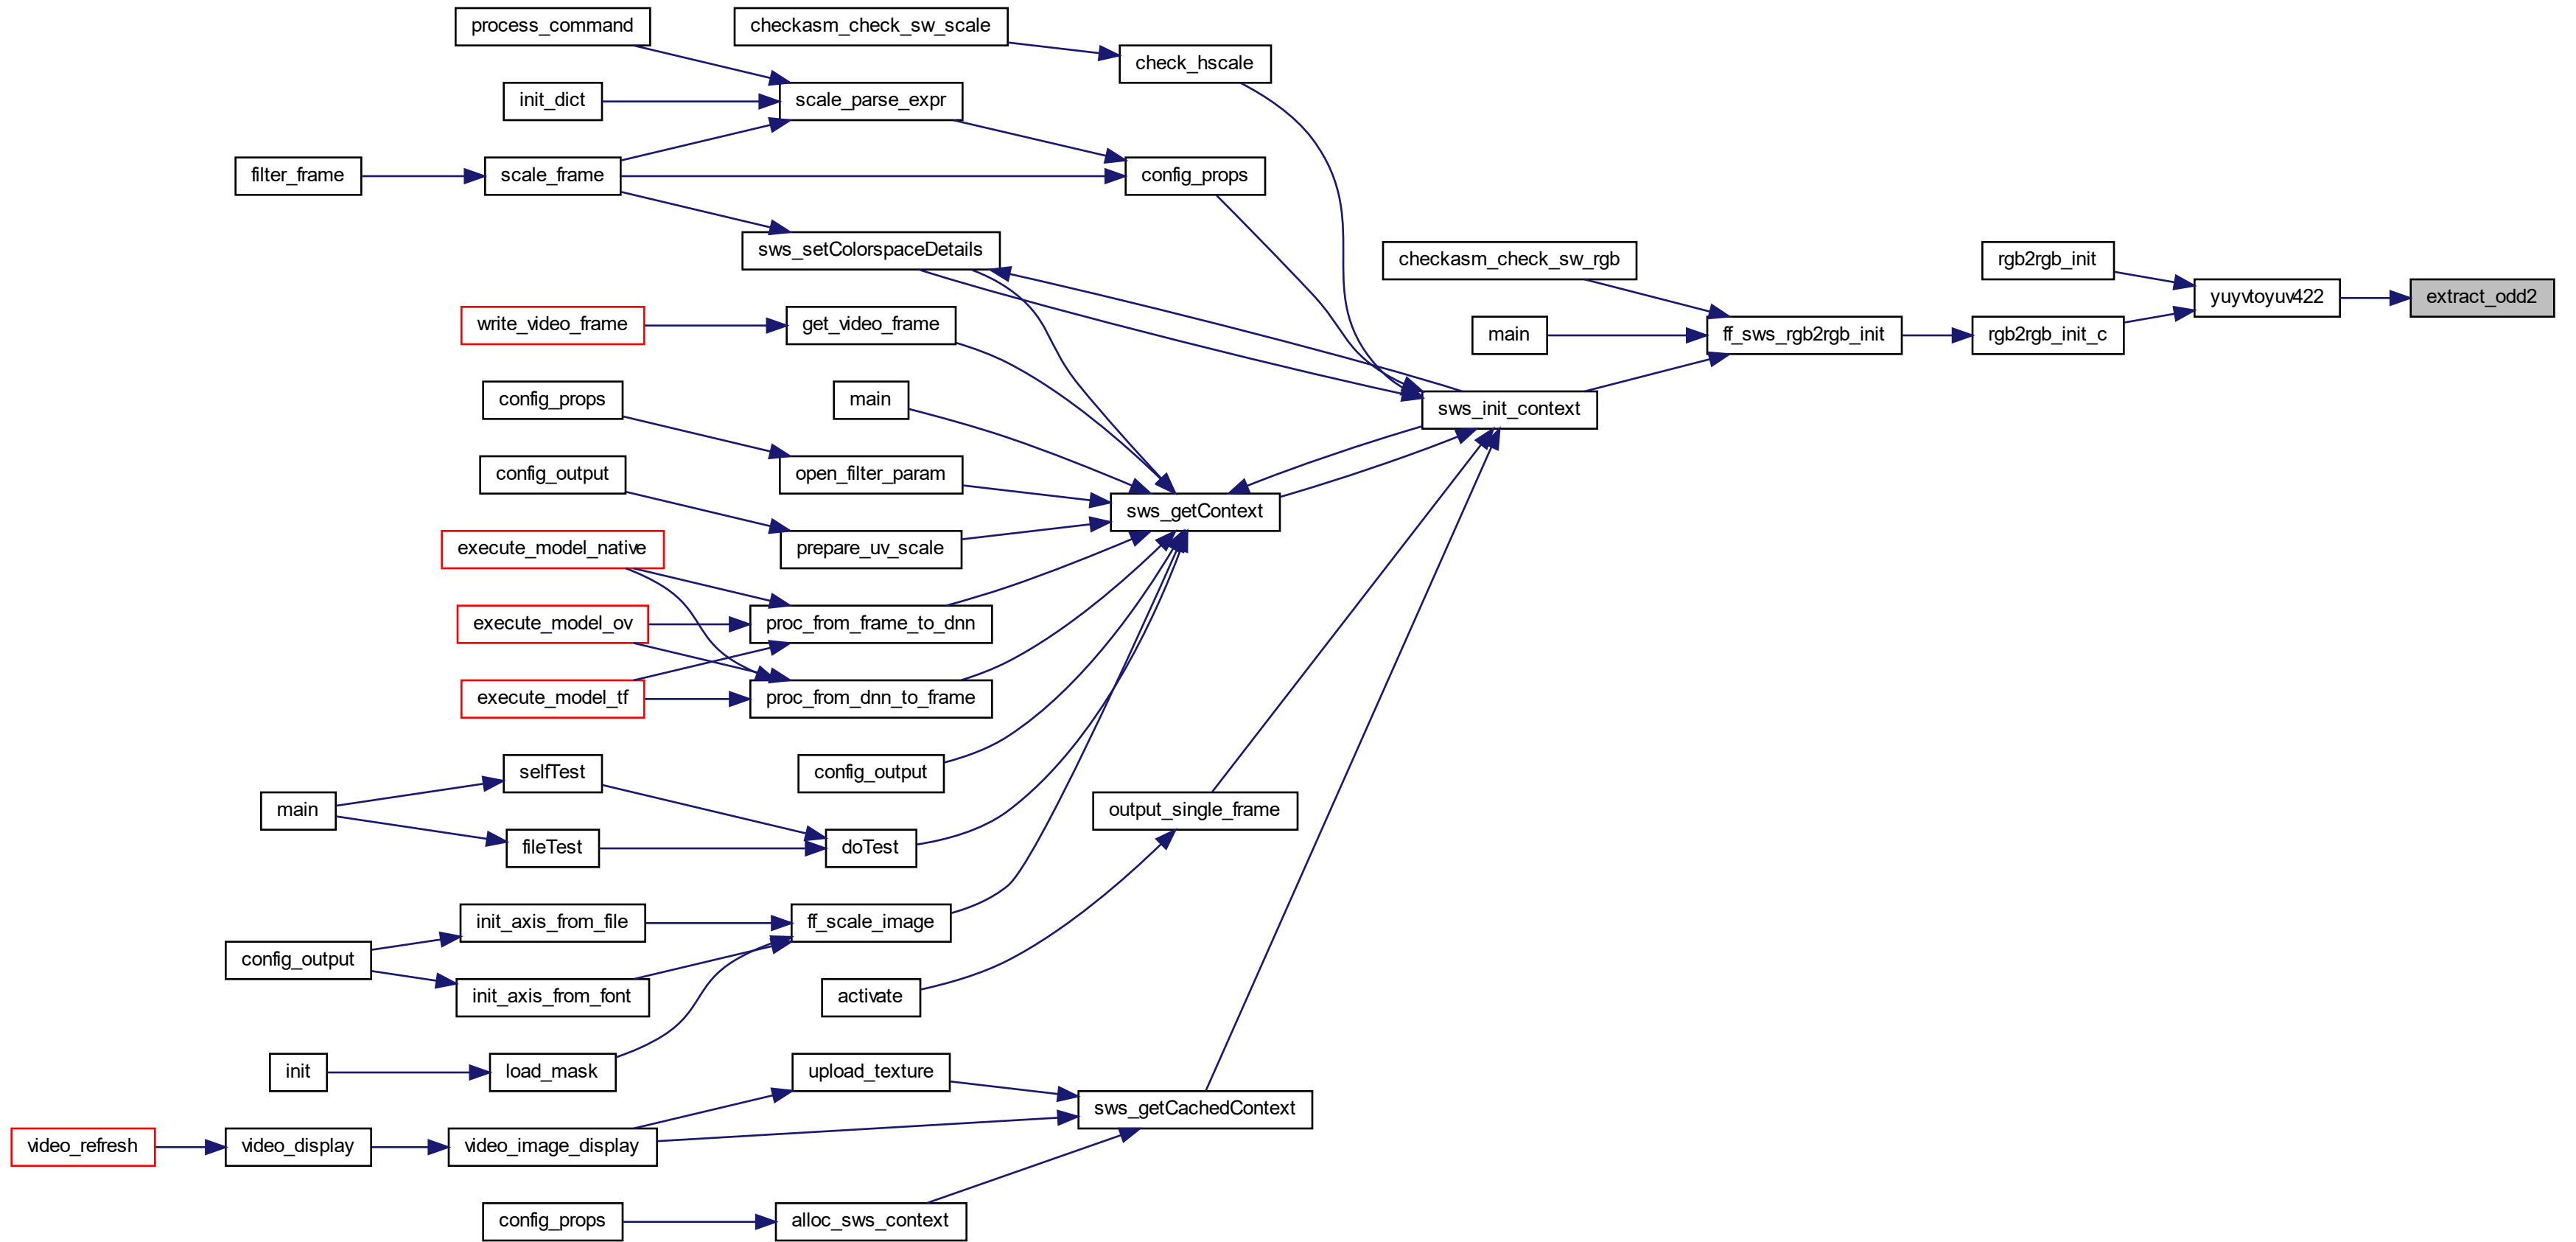 process_command
checkasm_check_sw_scale
check_hscale
init_dict
scale_parse_expr
filter_frame
scale_frame
config_props
sws_setColorspaceDetails
checkasm_check_sw_rgb
rgb2rgb_init
yuyvtoyuv422
extract_odd2
write_video_frame
get_video_frame
main
ff_sws_rgb2rgb_init
rgb2rgb_init_c
config_props
main
sws_init_context
config_output
open_filter_param
sws_getContext
execute_model_native
prepare_uv_scale
execute_model_ov
proc_from_frame_to_dnn
execute_model_tf
proc_from_dnn_to_frame
selfTest
config_output
main
output_single_frame
fileTest
doTest
init_axis_from_file
ff_scale_image
config_output
init_axis_from_font
activate
init
load_mask
upload_texture
sws_getCachedContext
video_refresh
video_display
video_image_display
config_props
alloc_sws_context